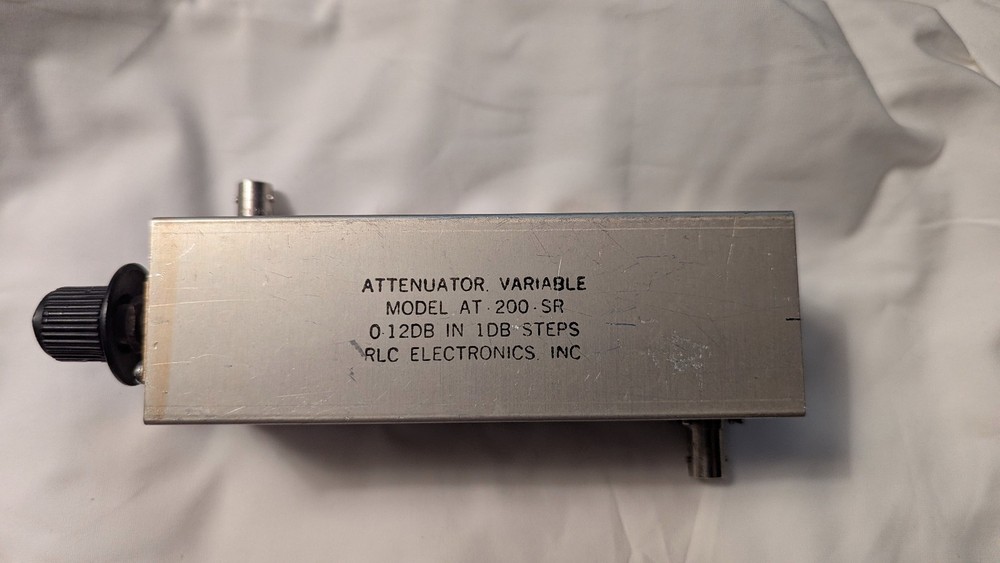 ATTENUATOR, VARIABLE
MODEL AT-200-SR
0-12DB IN 1DB STEPS
RLC ELECTRONICS, INC